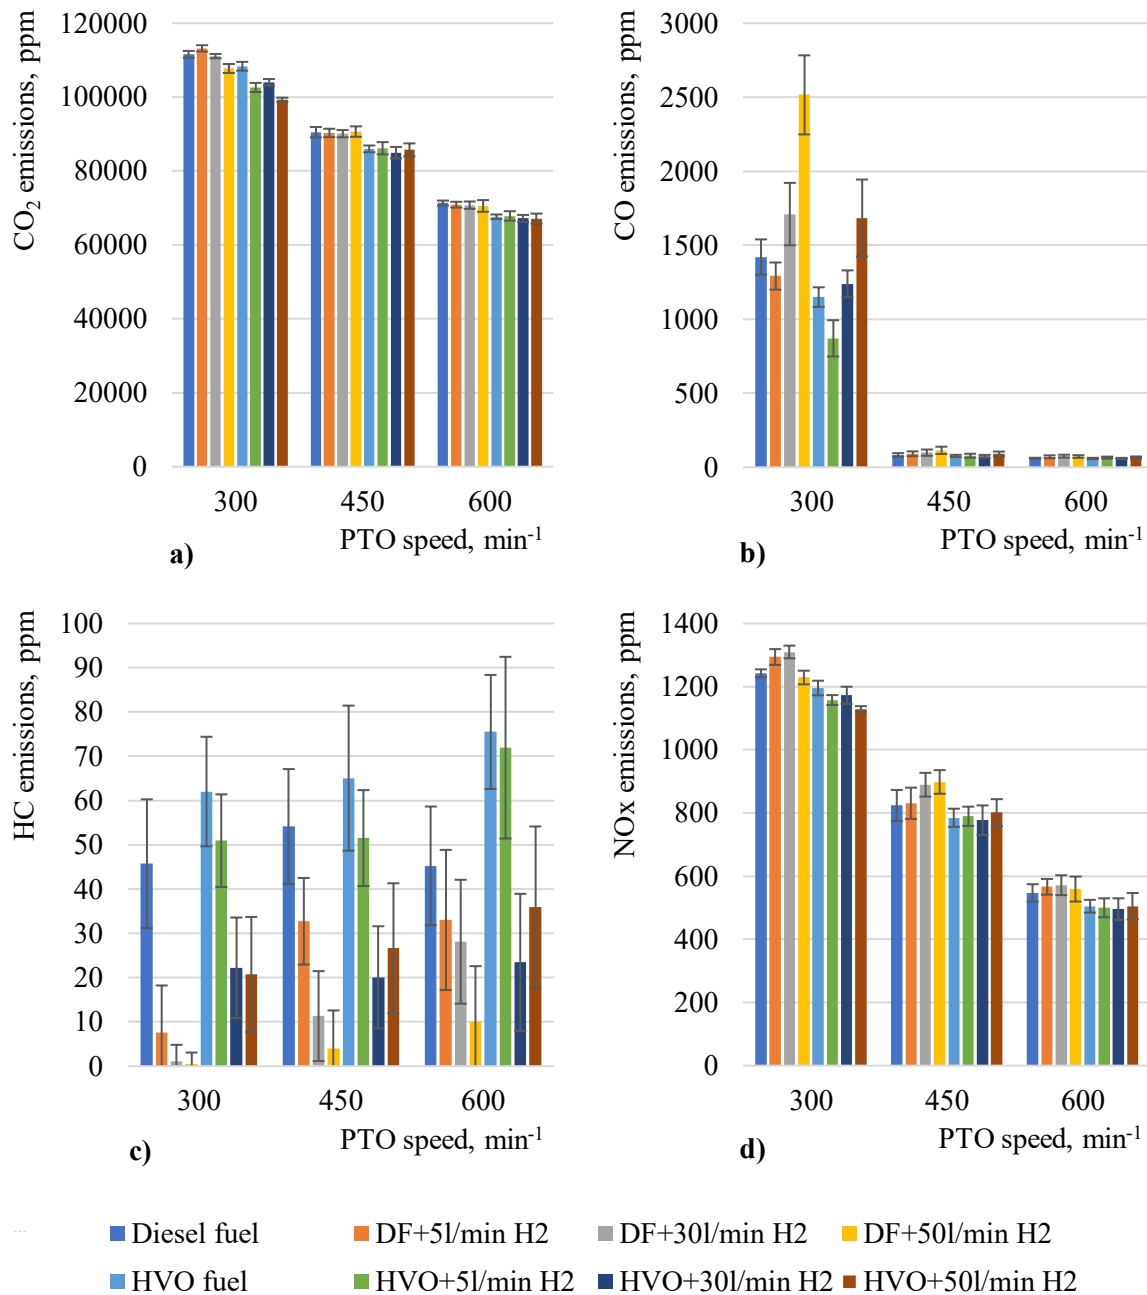 CO2 emissions, ppm
120000
100000
80000
60000
40000
20000
0
300 450 600
PTO speed, min-1
a)
CO emissions, ppm
3000
2500
2000
1500
1000
500
0
300 450 600
PTO speed, min-1
b)
HC emissions, ppm
100
90
80
70
60
50
40
30
20
10
0
300 450 600
PTO speed, min-1
c)
NOx emissions, ppm
1400
1200
1000
800
600
400
200
0
300 450 600
PTO speed, min-1
d)
Diesel fuel DF+5l/min H2 DF+30l/min H2 DF+50l/min H2
HVO fuel HVO+5l/min H2 HVO+30l/min H2 HVO+50l/min H2